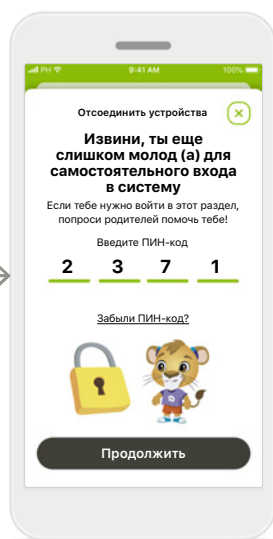 PH 9:41 AM 100%
Отсоединить устройства
Извини, ты еще
слишком молод (а) для
самостоятельного входа
в систему
Если тебе нужно войти в этот раздел,
попроси родителей помочь тебе!
Введите ПИН-код
2 3 7 1
Забыли ПИН-код?
Продолжить